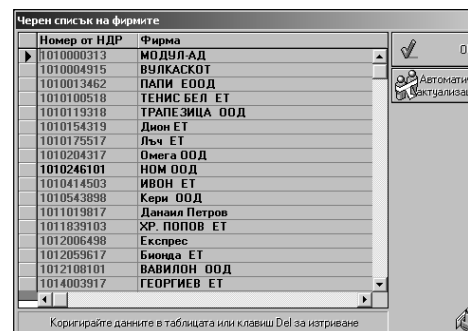 Черен списък на фирмите
Номер от НДР Фирма
1010000313 МОДУЛ-АД
1010004915 ВУЛКАСКОТ
1010013462 ПАПИ ЕООД
1010100518 ТЕНИС БЕЛ ЕТ
1010119318 ТРАПЕЗИЦА ООД
1010154319 Дион ЕТ
1010175517 Лъч ЕТ
1010204317 Омега ООД
1010246101 НОМ ООД
1010414503 ИВОН ЕТ
1010543898 Кери ООД
1011019817 Данаил Петров
1011839103 ХР. ПОПОВ ЕТ
1012006498 Експрес
1012059617 Бионда ЕТ
1012108101 ВАВИЛОН ООД
1014003917 ГЕОРГИЕВ ЕТ
Автоматич
актуализац
Коригирайте данните в таблицата или клавиш Del за изтриване